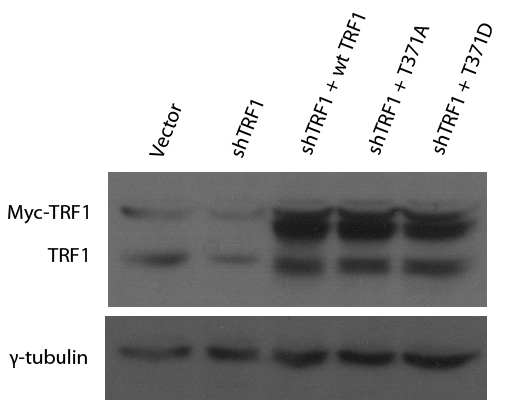 Vector
shTRF1
shTRF1 + wt TRF1
shTRF1 + T371A
shTRF1 + T371D
Myc-TRF1
TRF1
γ-tubulin